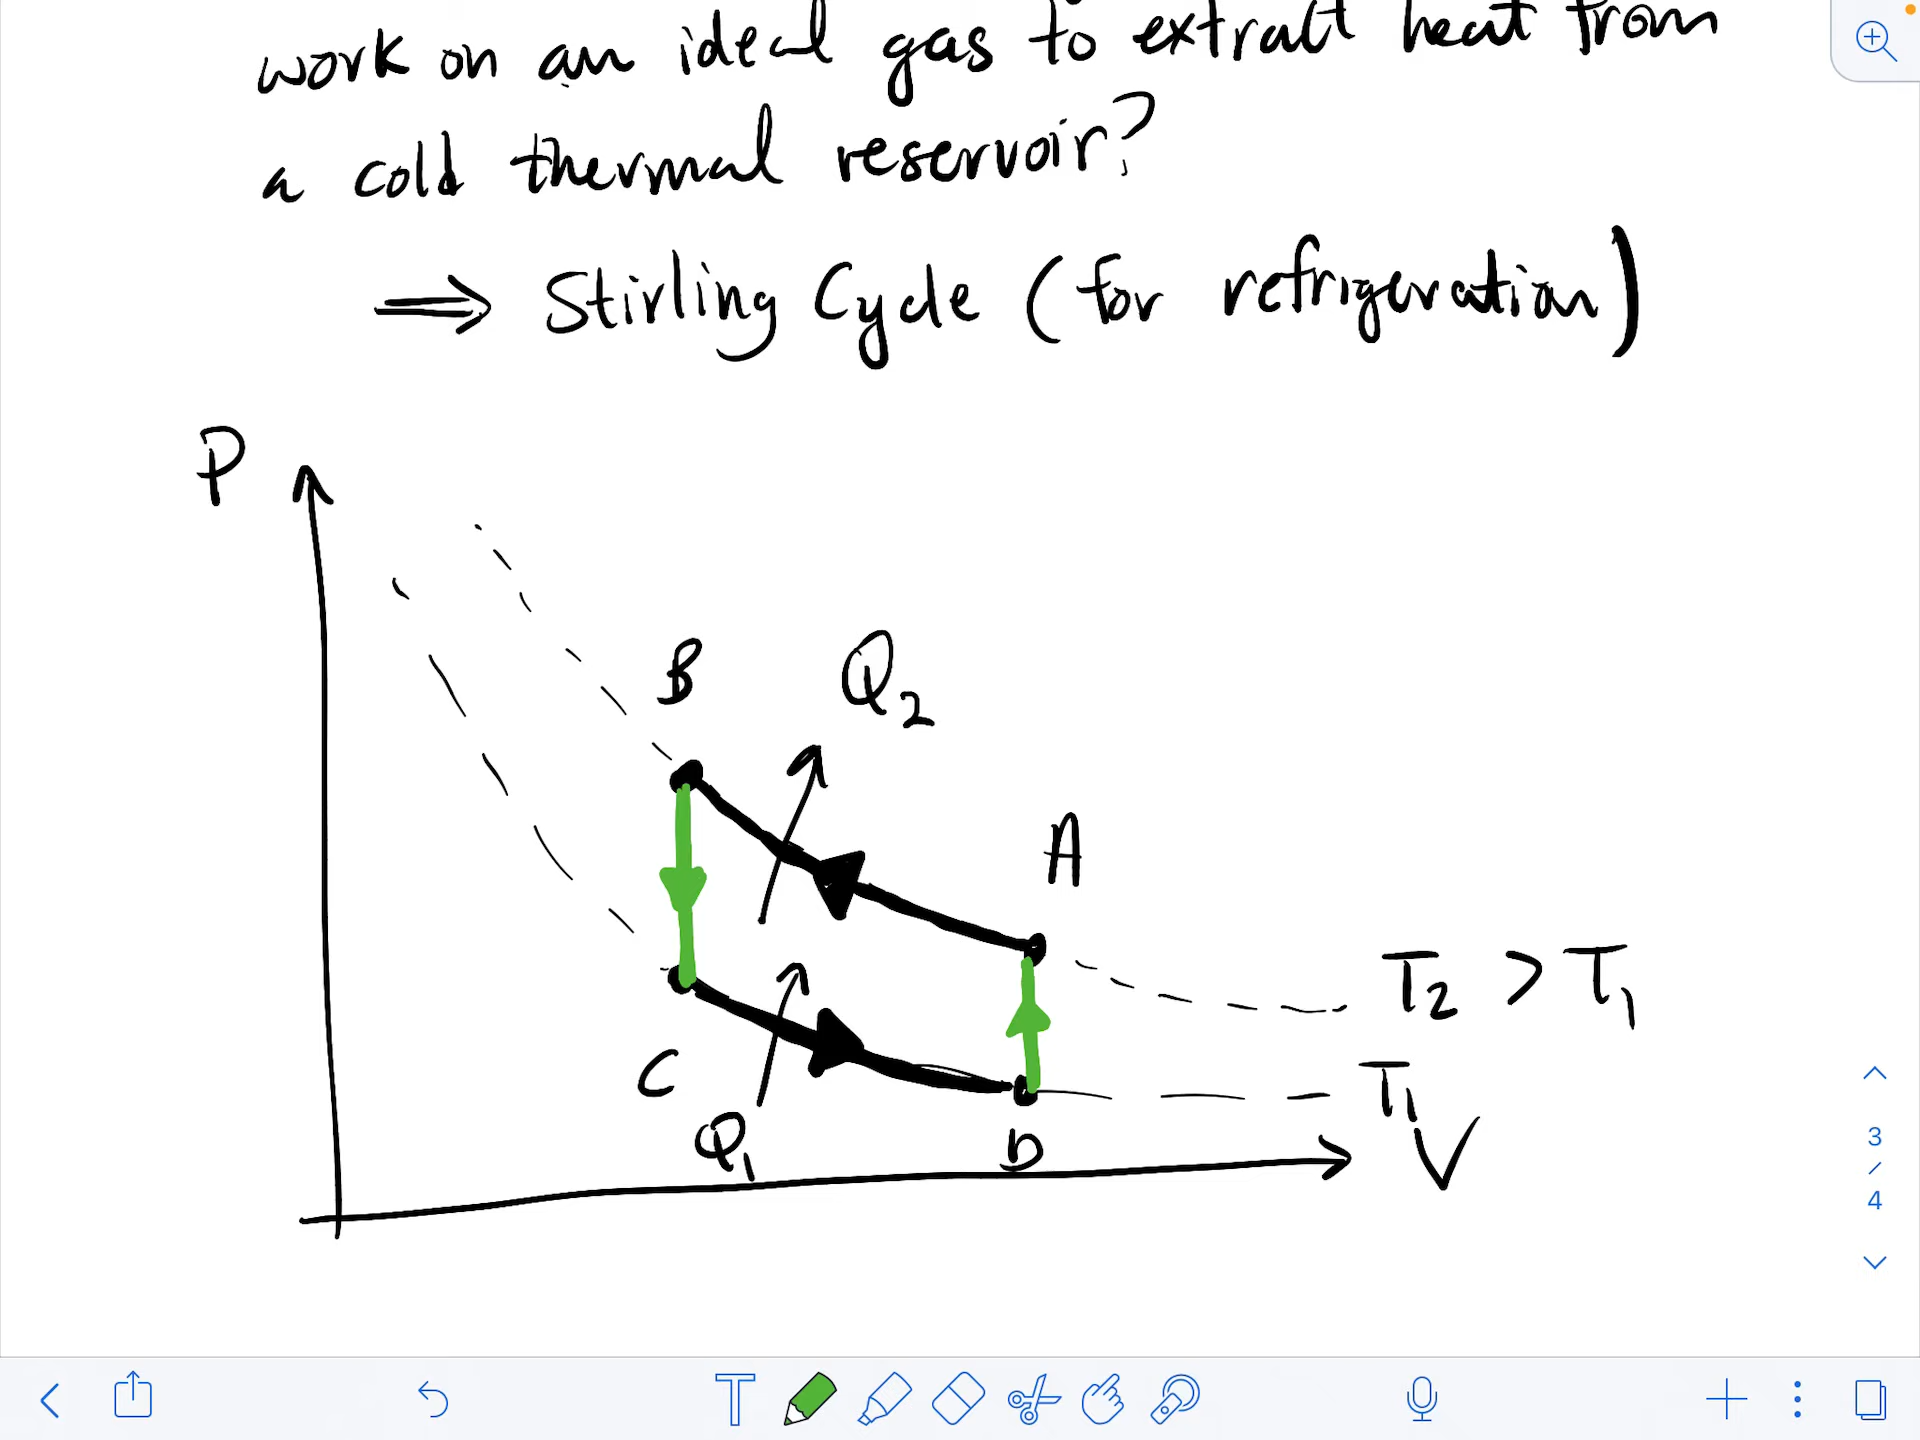 work on an ideal gas to extract heat from
a cold thermal reservoir?
⇒ Stirling Cycle (for refrigeration)
P
B
Q₂
A
T₂ > T₁
C
T₁
Q₁
D
V
3
/
4
T